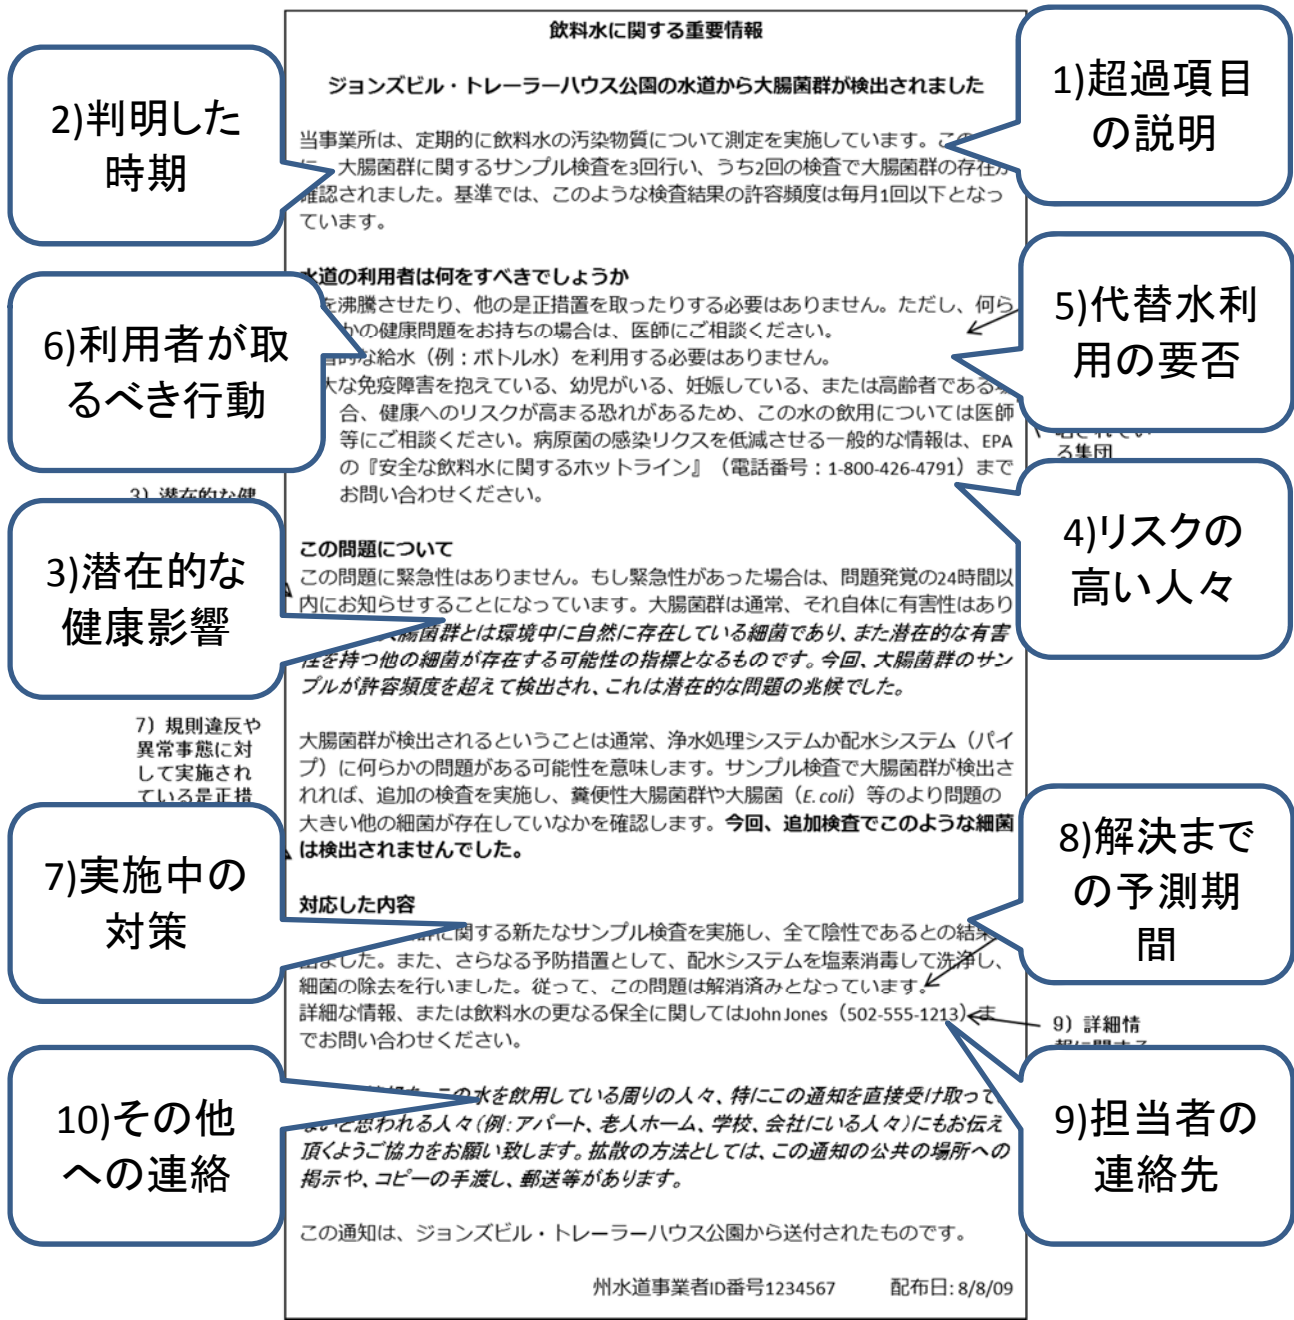 飲料水に関する重要情報
ジョンズビル・トレーラーハウス公園の水道から大腸菌群が検出されました
当事業所は、定期的に飲料水の汚染物質について測定を実施しています。この
に、大腸菌群に関するサンプル検査を3回行い、うち2回の検査で大腸菌群の存在が
確認されました。基準では、このような検査結果の許容頻度は毎月1回以下となっ
ています。
水道の利用者は何をすべきでしょうか
を沸騰させたり、他の是正措置を取ったりする必要はありません。ただし、何ら
かの健康問題をお持ちの場合は、医師にご相談ください。
な給水（例：ボトル水）を利用する必要はありません。
大な免疫障害を抱えている、幼児がいる、妊娠している、または高齢者である場
合、健康へのリスクが高まる恐れがあるため、この水の飲用については医師
等にご相談ください。病原菌の感染リクスを低減させる一般的な情報は、EPA
の『安全な飲料水に関するホットライン』（電話番号：1-800-426-4791）まで
お問い合わせください。
この問題について
この問題に緊急性はありません。もし緊急性があった場合は、問題発覚の24時間以
内にお知らせすることになっています。大腸菌群は通常、それ自体に有害性はあり
大腸菌群とは環境中に自然に存在している細菌であり、また潜在的な有害
性を持つ他の細菌が存在する可能性の指標となるものです。今回、大腸菌群のサン
プルが許容頻度を超えて検出され、これは潜在的な問題の兆候でした。
大腸菌群が検出されるということは通常、浄水処理システムか配水システム（パイ
プ）に何らかの問題がある可能性を意味します。サンプル検査で大腸菌群が検出さ
れれば、追加の検査を実施し、糞便性大腸菌群や大腸菌（E. coli）等のより問題の
大きい他の細菌が存在していなかを確認します。今回、追加検査でこのような細菌
は検出されませんでした。
対応した内容
に関する新たなサンプル検査を実施し、全て陰性であるとの結果
出ました。また、さらなる予防措置として、配水システムを塩素消毒して洗浄し、
細菌の除去を行いました。従って、この問題は解消済みとなっています。
詳細な情報、または飲料水の更なる保全に関してはJohn Jones（502-555-1213）ま
でお問い合わせください。
この水を飲用している周りの人々、特にこの通知を直接受け取って
ないと思われる人々（例：アパート、老人ホーム、学校、会社にいる人々）にもお伝え
頂くようご協力をお願い致します。拡散の方法としては、この通知の公共の場所への
掲示や、コピーの手渡し、郵送等があります。
この通知は、ジョンズビル・トレーラーハウス公園から送付されたものです。
州水道事業者ID番号1234567 配布日: 8/8/09
1)超過項目
の説明
2)判明した
時期
5)代替水利
用の要否
6)利用者が取
るべき行動
る集団
4)リスクの
高い人々
3）潜在的な健
3)潜在的な
健康影響
7）規則違反や
異常事態に対
して実施され
ている是正措
7)実施中の
対策
8)解決まで
の予測期
間
9）詳細情
9)担当者の
連絡先
10)その他
への連絡